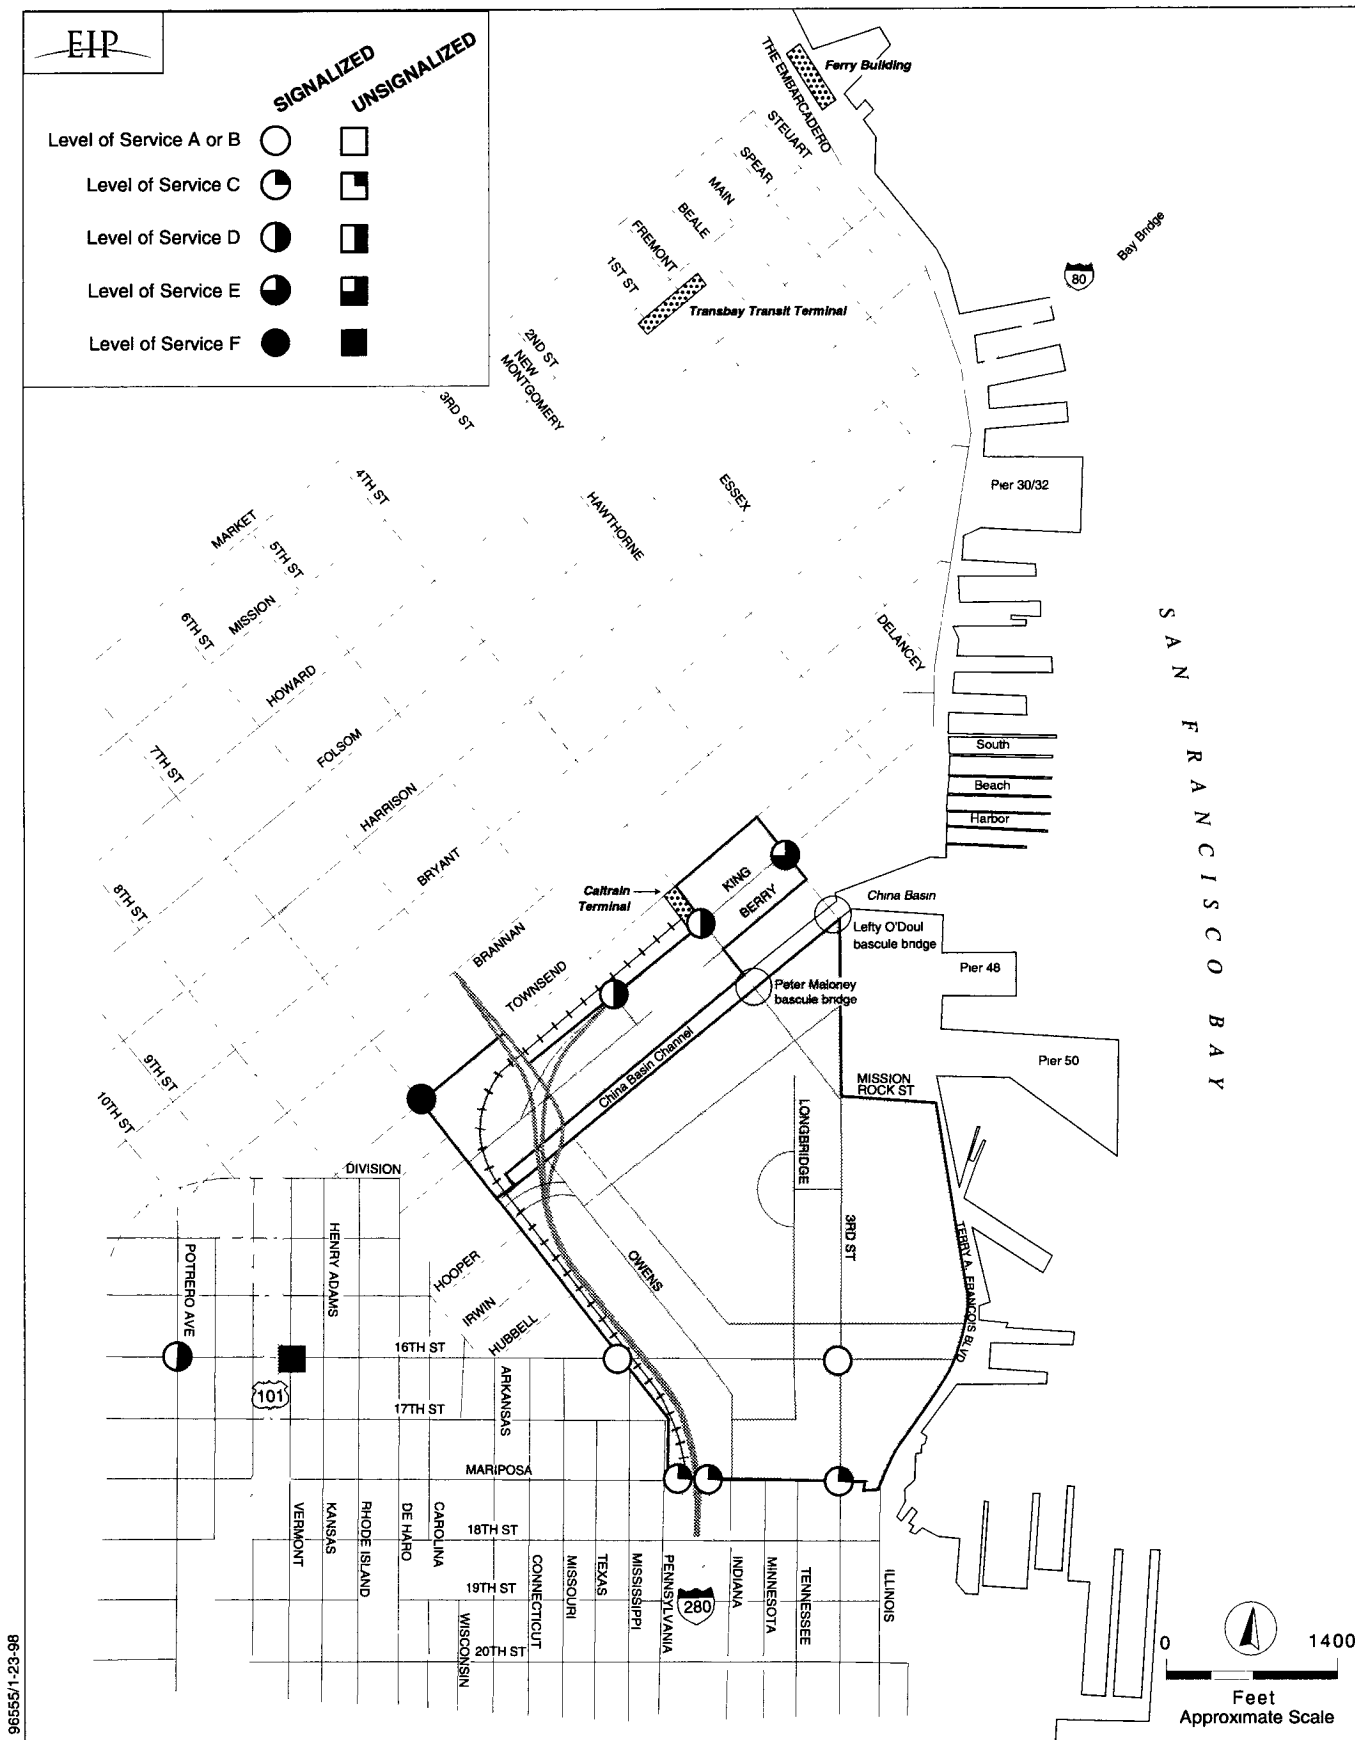 EIP
SIGNALIZED
UNSIGNALIZED
Level of Service A or B
Level of Service C
Level of Service D
Level of Service E
Level of Service F
Ferry Building
THE EMBARCADERO
STEUART
SPEAR
MAIN
BEALE
FREMONT
1ST ST
Bay Bridge
80
Transbay Transit Terminal
2ND ST
NEW
MONTGOMERY
3RD ST
4TH ST
ESSEX
HAWTHORNE
Pier 30/32
MARKET
5TH ST
MISSION
6TH ST
DELANCEY
HOWARD
FOLSOM
7TH ST
HARRISON
BRYANT
South
Beach
Harbor
SAN FRANCISCO BAY
8TH ST
Caltrain
Terminal
KING
BERRY
China Basin
Lefty O'Doul
bascule bridge
BRANNAN
TOWNSEND
Pier 48
Peter Maloney
bascule bridge
China Basin Channel
Pier 50
9TH ST
10TH ST
MISSION
ROCK ST
LONGBRIDGE
DIVISION
3RD ST
TERRY A. FRANCOIS BLVD
HENRY ADAMS
POTRERO AVE
HOOPER
IRWIN
HUBBELL
OWENS
16TH ST
101
ARKANSAS
17TH ST
MARIPOSA
VERMONT
KANSAS
RHODE ISLAND
DE HARO
CAROLINA
18TH ST
CONNECTICUT
MISSOURI
TEXAS
MISSISSIPPI
PENNSYLVANIA
INDIANA
MINNESOTA
TENNESSEE
ILLINOIS
19TH ST
280
WISCONSIN
20TH ST
0
1400
Feet
Approximate Scale
96555/1-23-98